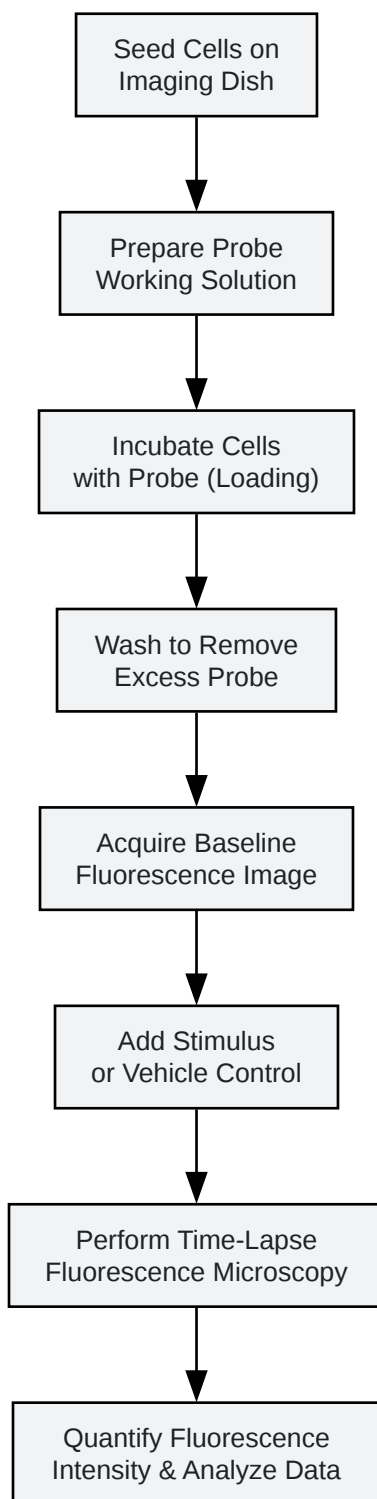 Seed Cells on
Imaging Dish
Prepare Probe
Working Solution
Incubate Cells
with Probe (Loading)
Wash to Remove
Excess Probe
Acquire Baseline
Fluorescence Image
Add Stimulus
or Vehicle Control
Perform Time-Lapse
Fluorescence Microscopy
Quantify Fluorescence
Intensity & Analyze Data